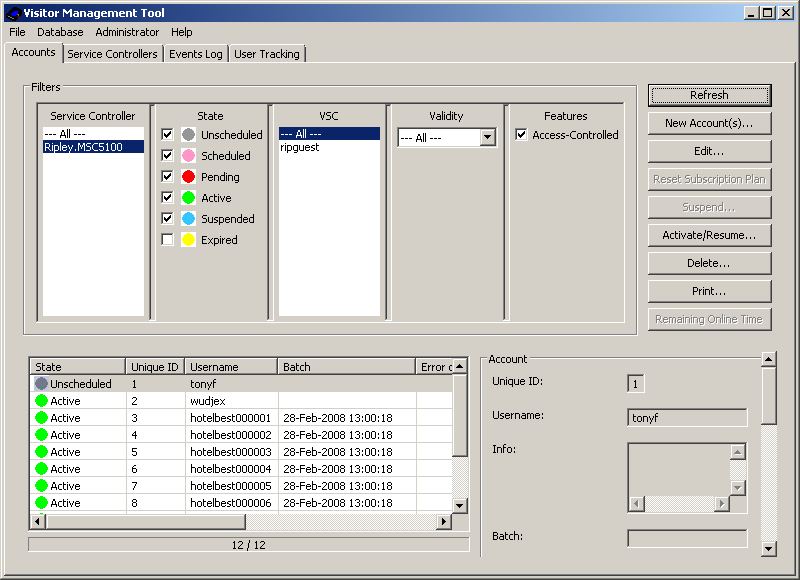 Visitor Management Tool
File Database Administrator Help
Accounts Service Controllers Events Log User Tracking
Filters
Service Controller
--- All ---
Ripley.MSC5100
State
Unscheduled
Scheduled
Pending
Active
Suspended
Expired
VSC
--- All ---
ripguest
Validity
--- All ---
Features
Access-Controlled
Refresh
New Account(s)...
Edit...
Reset Subscription Plan
Suspend...
Activate/Resume...
Delete...
Print...
Remaining Online Time
State Unique ID Username Batch Error c
Unscheduled 1 tonyf
Active 2 wudjex
Active 3 hotelbest000001 28-Feb-2008 13:00:18
Active 4 hotelbest000002 28-Feb-2008 13:00:18
Active 5 hotelbest000003 28-Feb-2008 13:00:18
Active 6 hotelbest000004 28-Feb-2008 13:00:18
Active 7 hotelbest000005 28-Feb-2008 13:00:18
Active 8 hotelbest000006 28-Feb-2008 13:00:18
12 / 12
Account
Unique ID: 1
Username: tonyf
Info:
Batch: